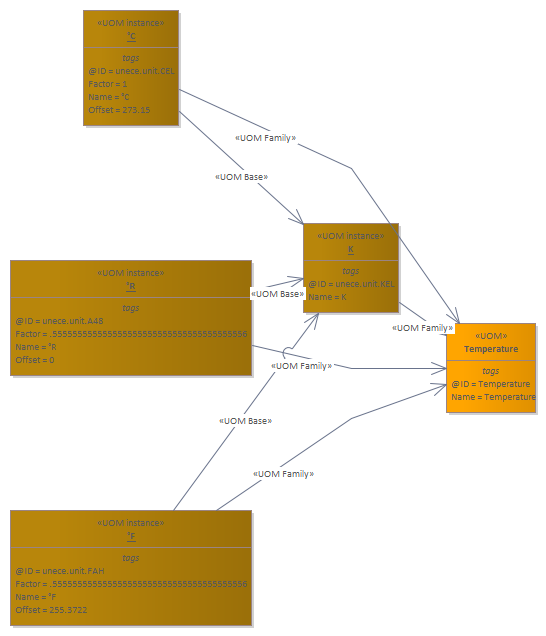 «UOM instance»
°C
tags
@ID = unece.unit.CEL
Factor = 1
Name = °C
Offset = 273.15
«UOM Family»
«UOM Base»
«UOM instance»
K
tags
@ID = unece.unit.KEL
Name = K
«UOM instance»
°R
tags
@ID = unece.unit.A48
Factor = .55555555555555555555555555555555555556
Name = °R
Offset = 0
«UOM Base»
«UOM Family»
«UOM»
Temperature
tags
@ID = Temperature
Name = Temperature
«UOM Family»
«UOM Base»
«UOM Family»
«UOM instance»
°F
tags
@ID = unece.unit.FAH
Factor = .55555555555555555555555555555555555556
Name = °F
Offset = 255.3722